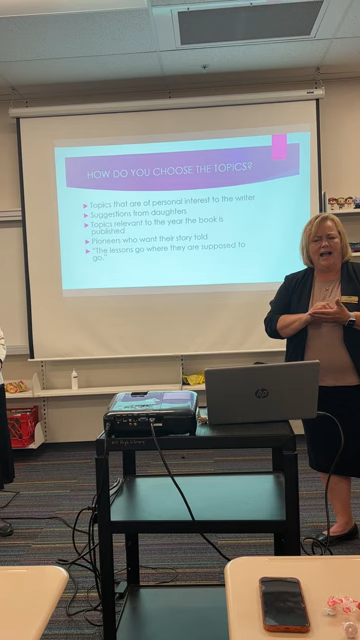 HOW DO YOU CHOOSE THE TOPICS?
▶ Topics that are of personal interest to the writer
▶ Suggestions from daughters
▶ Topics relevant to the year the book is
published
▶ Pioneers who want their story told
▶ "The lessons go where they are supposed to
go."
hp